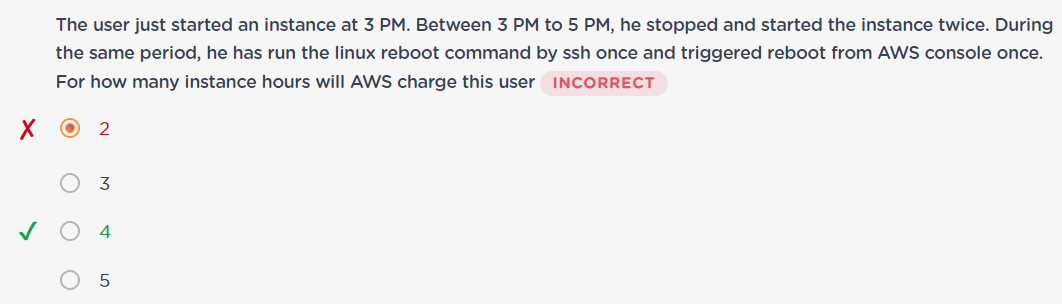 The user just started an instance at 3 PM. Between 3 PM to 5 PM, he stopped and started the instance twice. During
the same period, he has run the linux reboot command by ssh once and triggered reboot from AWS console once.
For how many instance hours will AWS charge this user INCORRECT
2
3
4
5